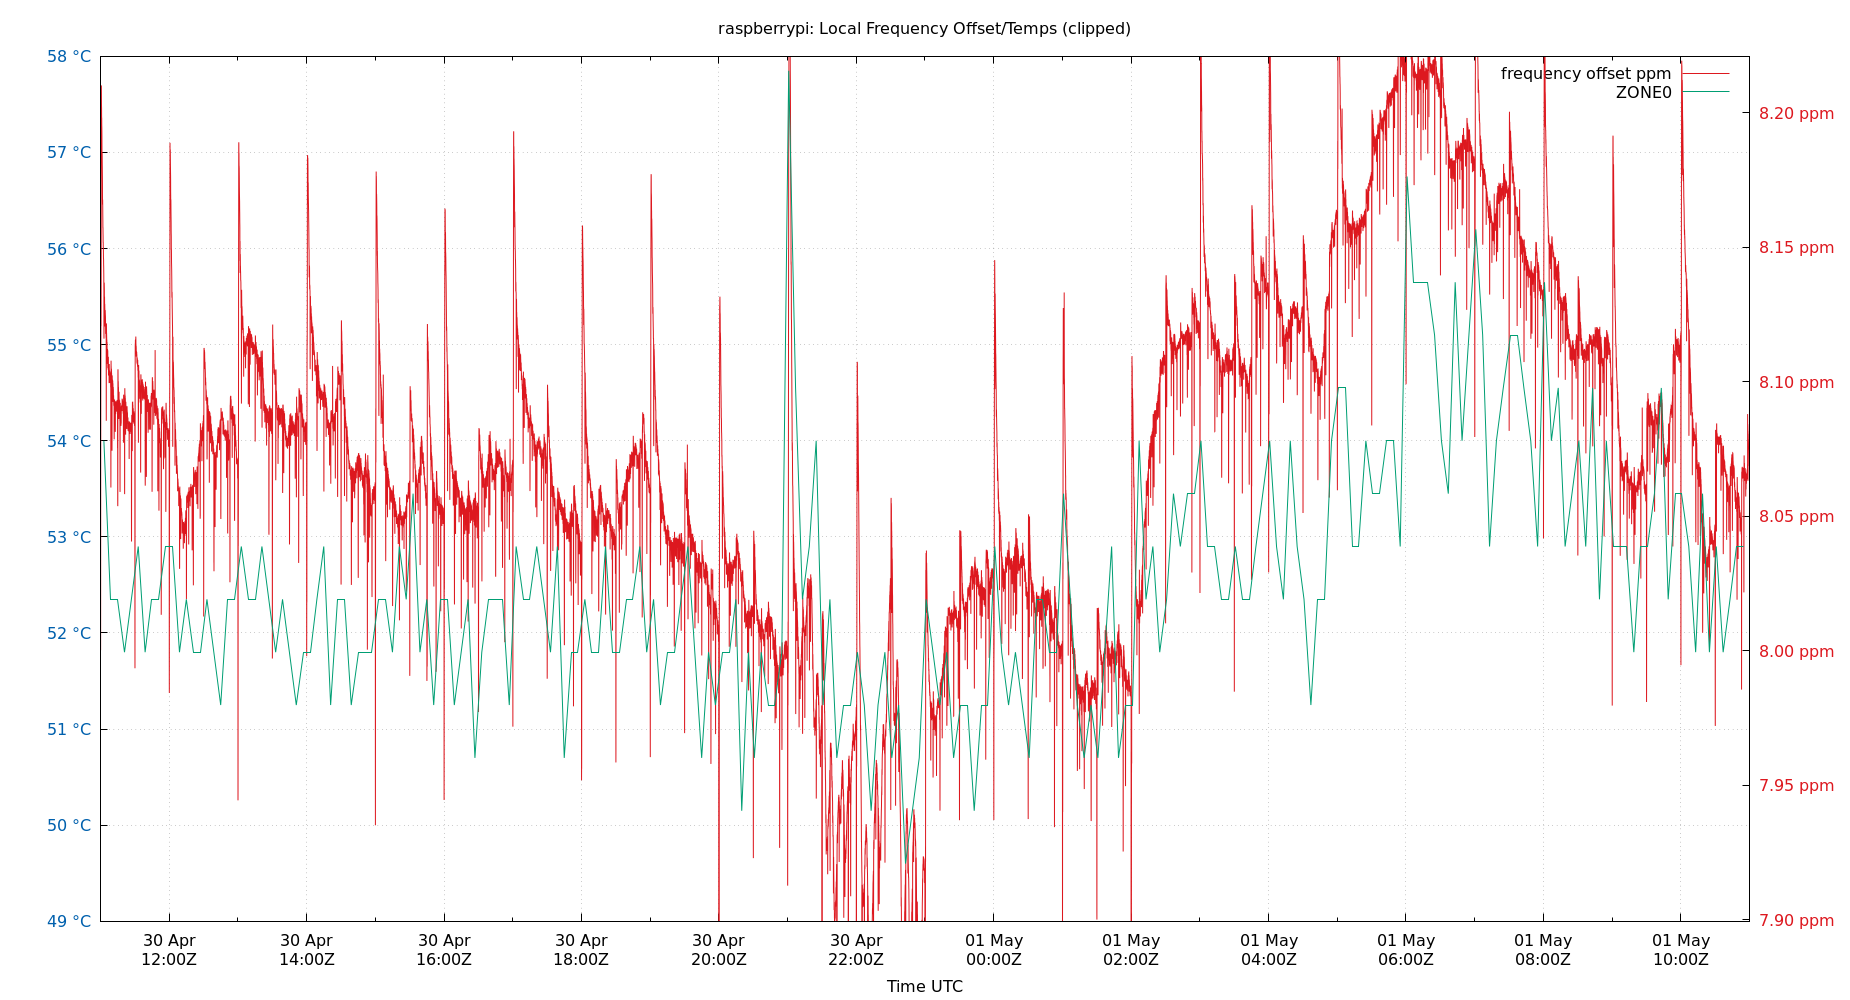 raspberrypi: Local Frequency Offset/Temps (clipped)
58 °C
57 °C
56 °C
55 °C
54 °C
53 °C
52 °C
51 °C
50 °C
49 °C
frequency offset ppm
ZONE0
8.20 ppm
8.15 ppm
8.10 ppm
8.05 ppm
8.00 ppm
7.95 ppm
7.90 ppm
30 Apr 30 Apr 30 Apr 30 Apr 30 Apr 30 Apr 01 May 01 May 01 May 01 May 01 May 01 May
12:00Z 14:00Z 16:00Z 18:00Z 20:00Z 22:00Z 00:00Z 02:00Z 04:00Z 06:00Z 08:00Z 10:00Z
Time UTC